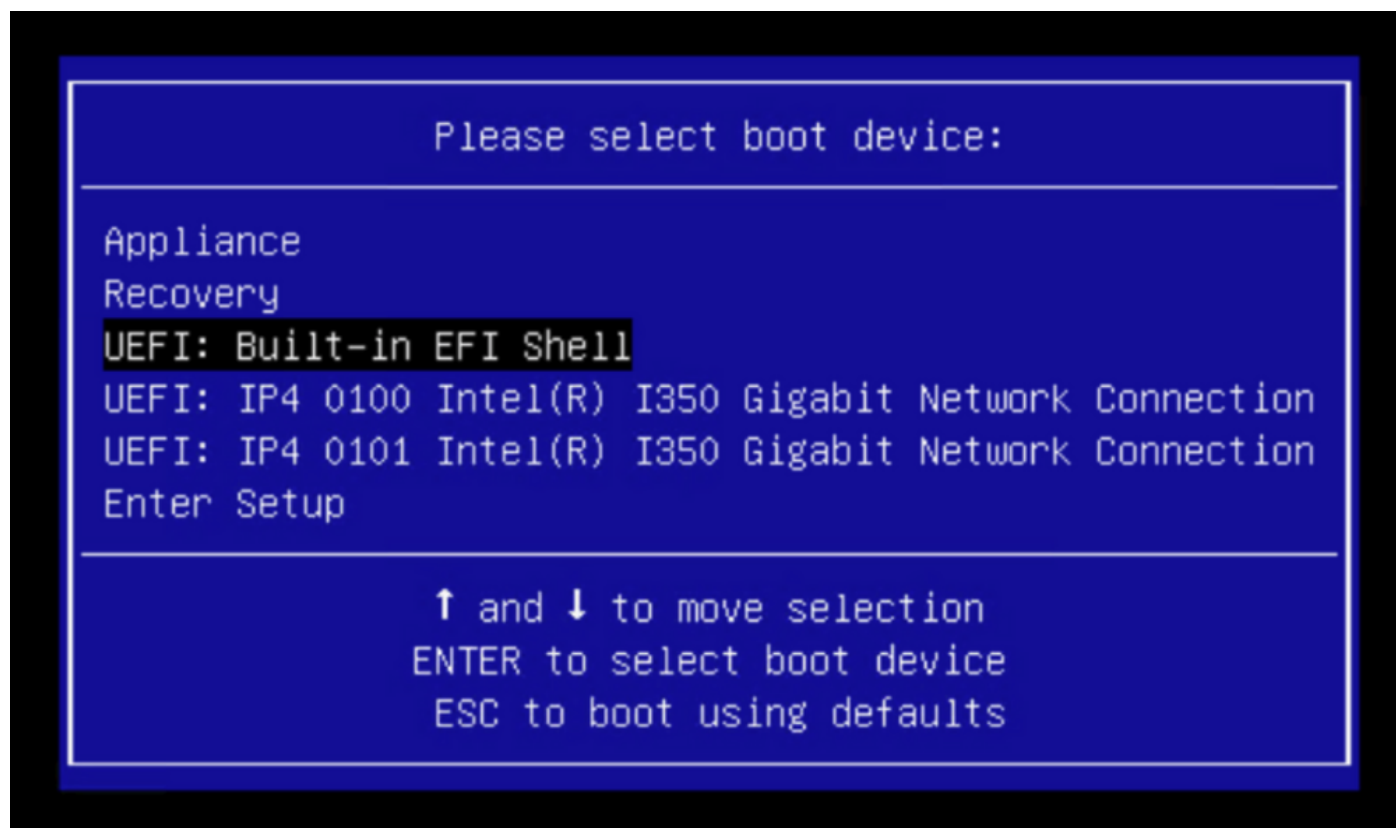 Please select boot device:
Appliance
Recovery
UEFI: Built-in EFI Shell
UEFI: IP4 0100 Intel(R) I350 Gigabit Network Connection
UEFI: IP4 0101 Intel(R) I350 Gigabit Network Connection
Enter Setup
↑ and ↓ to move selection
ENTER to select boot device
ESC to boot using defaults